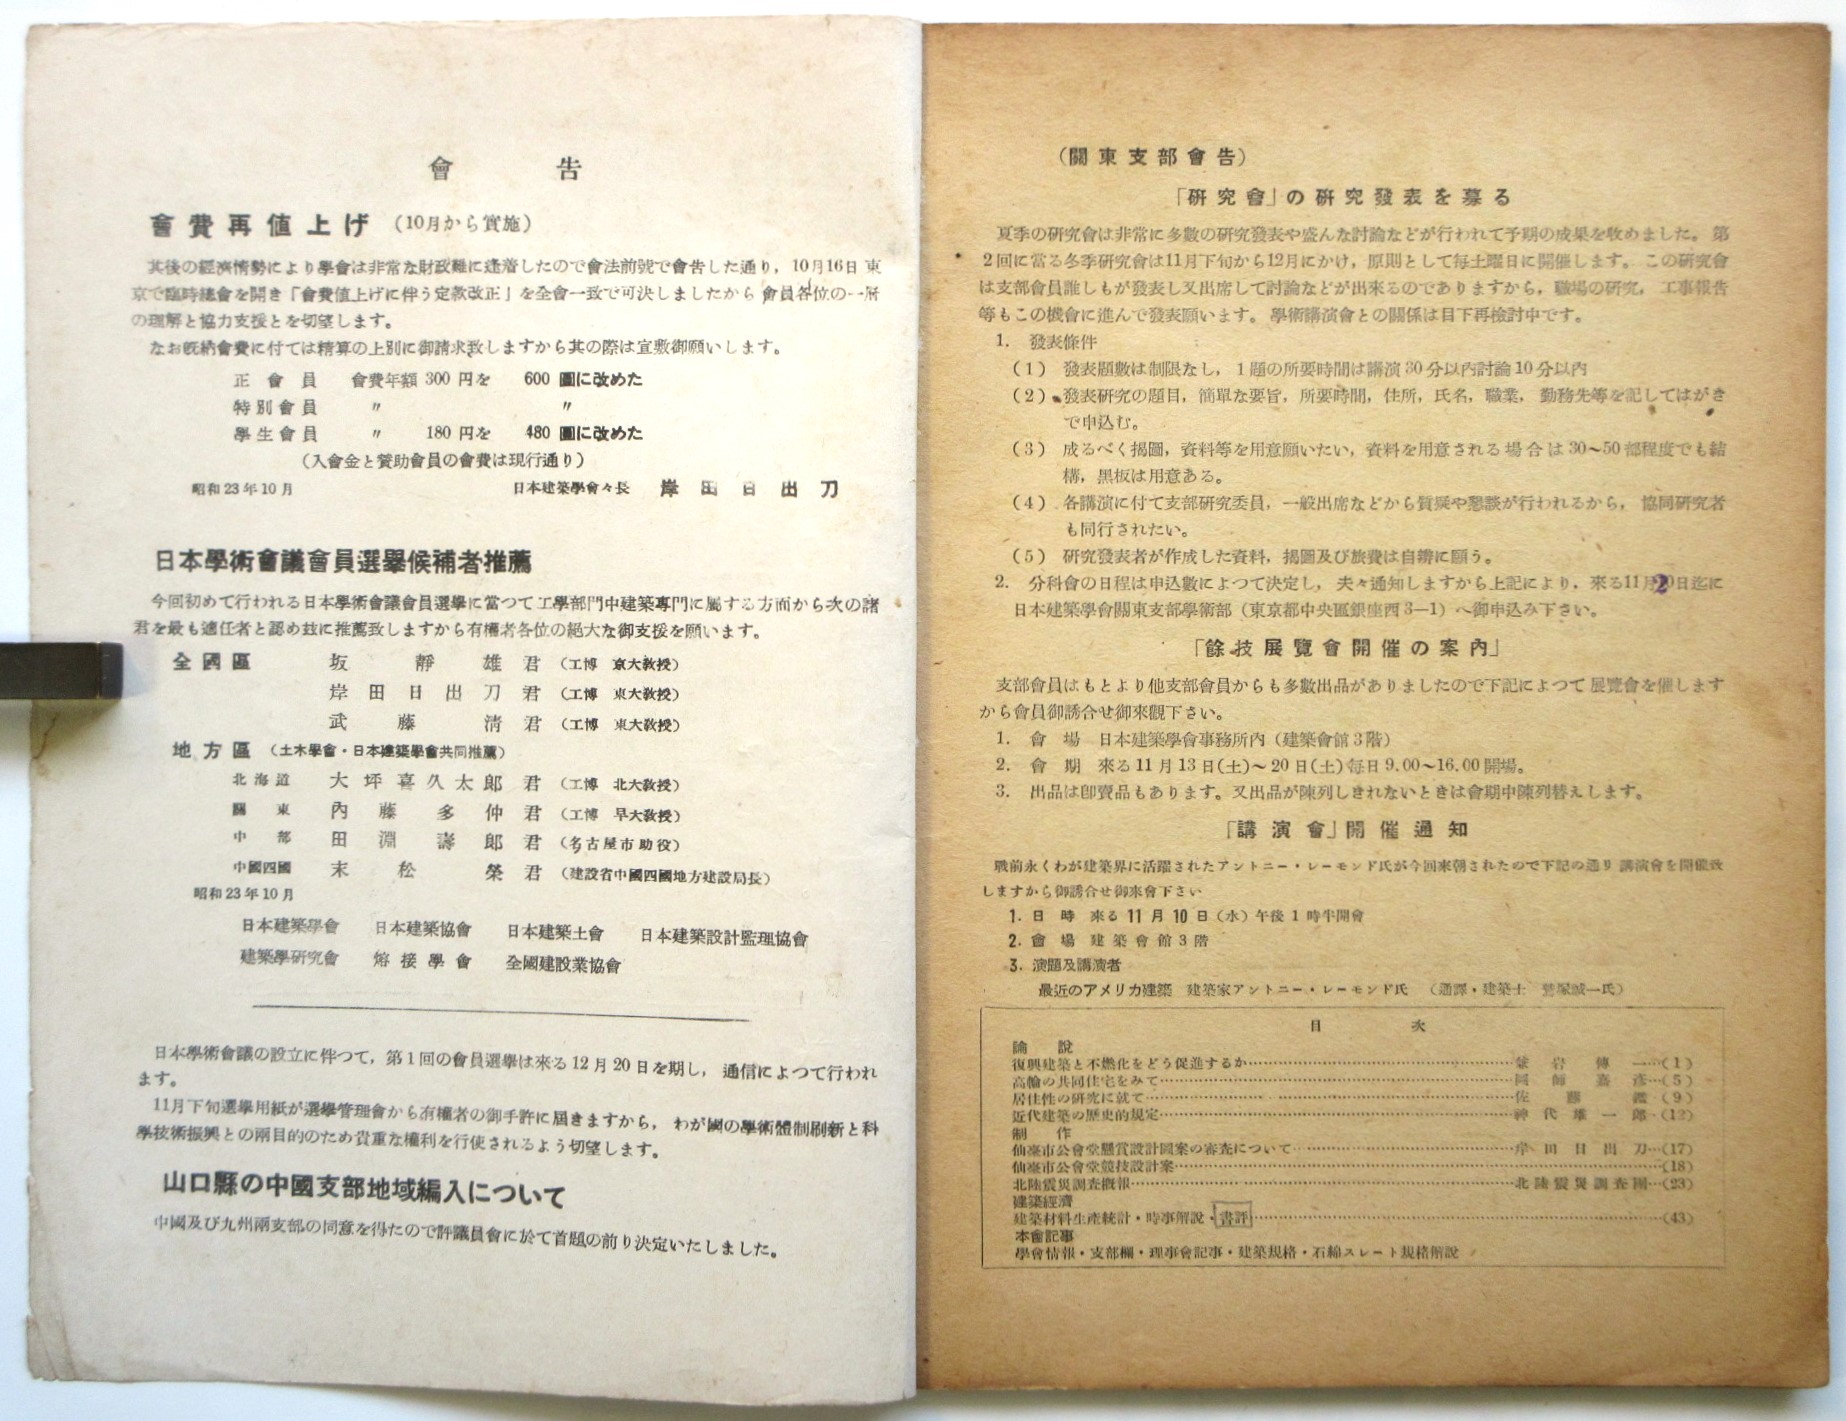 會告
會費再値上げ (10月から實施)
其後の經濟情勢により學會は非常な財政難に逢着したので會法前號で會告した通り，10月16日東
京で臨時總會を開き「會費値上げに伴う定款改正」を全會一致で可決しましたから會員各位の一層
の理解と協力支援とを切望します。
なお旣納會費に付ては精算の上別に御請求致しますから其の際は宜敷御願いします。
正會員 會費年額 300 円を 600 圓に改めた
特別會員 〃 〃
學生會員 〃 180 円を 480 圓に改めた
(入會金と賛助會員の會費は現行通り)
昭和23年10月 日本建築學會々長 岸田日出刀
日本學術會議會員選擧候補者推薦
今回初めて行われる日本學術會議會員選擧に當つて工學部門中建築專門に屬する方面から次の諸
君を最も適任者と認め玆に推薦致しますから有權者各位の絕大な御支援を願います。
全國區 坂靜雄君 (工博 京大敎授)
岸田日出刀君 (工博 東大敎授)
武藤淸君 (工博 東大敎授)
地方區 (土木學會・日本建築學會共同推薦)
北海道 大坪喜久太郞君 (工博 北大敎授)
關東 內藤多仲君 (工博 早大敎授)
中部 田淵壽郞君 (名古屋市助役)
中國四國 末松榮君 (建設省中國四國地方建設局長)
昭和23年10月
日本建築學會 日本建築協會 日本建築士會 日本建築設計監理協會
建築學硏究會 熔接學會 全國建設業協會
日本學術會議の設立に伴つて，第1回の會員選擧は來る12月20日を期し，通信によつて行われ
ます。
11月下旬選擧用紙が選擧管理會から有權者の御手許に屆きますから，わが國の學術體制刷新と科
學技術振興との兩目的のため貴重な權利を行使されるよう切望します。
山口縣の中國支部地域編入について
中國及び九州兩支部の同意を得たので評議員會に於て首題の前り決定いたしました。
(關東支部會告)
「硏究會」の硏究發表を募る
夏季の硏究會は非常に多數の硏究發表や盛んな討論などが行われて予期の成果を收めました。第
2回に當る冬季硏究會は11月下旬から12月にかけ，原則として每土曜日に開催します。この硏究會
は支部會員誰しもが發表し又出席して討論などが出來るのでありますから，職場の硏究，工事報告
等もこの機會に進んで發表願います。學術講演會との關係は目下再檢討中です。
1. 發表條件
(1) 發表題數は制限なし，1題の所要時間は講演30分以內討論10分以內
(2) 發表硏究の題目，簡單な要旨，所要時間，住所，氏名，職業，勤務先等を記してはがき
で申込む。
(3) 成るべく揭圖，資料等を用意願いたい，資料を用意される場合は30〜50部程度でも結
構，黑板は用意ある。
(4) 各講演に付て支部硏究委員，一般出席などから質疑や懇談が行われるから，協同硏究者
も同行されたい。
(5) 硏究發表者が作成した資料，揭圖及び旅費は自辨に願う。
2. 分科會の日程は申込數によつて決定し，夫々通知しますから上記により，來る11月20日迄に
日本建築學會關東支部學術部 (東京都中央區銀座西3―1) へ御申込み下さい。
「餘技展覽會開催の案內」
支部會員はもとより他支部會員からも多數出品がありましたので下記によつて展覽會を催します
から會員御誘合せ御來觀下さい。
1. 會場 日本建築學會事務所內 (建築會館3階)
2. 會期 來る11月13日(土)〜20日(土)每日9.00〜16.00開場。
3. 出品は卽賣品もあります。又出品が陳列しきれないときは會期中陳列替えします。
「講演會」開催通知
戰前永くわが建築界に活躍されたアントニー・レーモンド氏が今回來朝されたので下記の通り講演會を開催致
しますから御誘合せ御來會下さい
1. 日時 來る11月10日(水)午後1時半開會
2. 會場 建築會館3階
3. 演題及講演者
最近のアメリカ建築 建築家アントニー・レーモンド氏 (通譯・建築士 鷲塚誠一氏)
目次
論說
復興建築と不燃化をどう促進するか 岩傳一 (1)
高輪の共同住宅をみて (5)
居住性の硏究に就て 佐藤鑑 (9)
近代建築の歷史的規定 神代雄一郞 (12)
制作
仙臺市公會堂懸賞設計圖案の審査について 岸田日出刀 (17)
仙臺市公會堂競技設計案 (18)
北陸震災調査槪報 北陸震災調査團 (23)
建築經濟
建築材料生產統計・時事解說・書評 (43)
本會記事
學會情報・支部欄・理事會記事・建築規格・石綿スレート規格解說